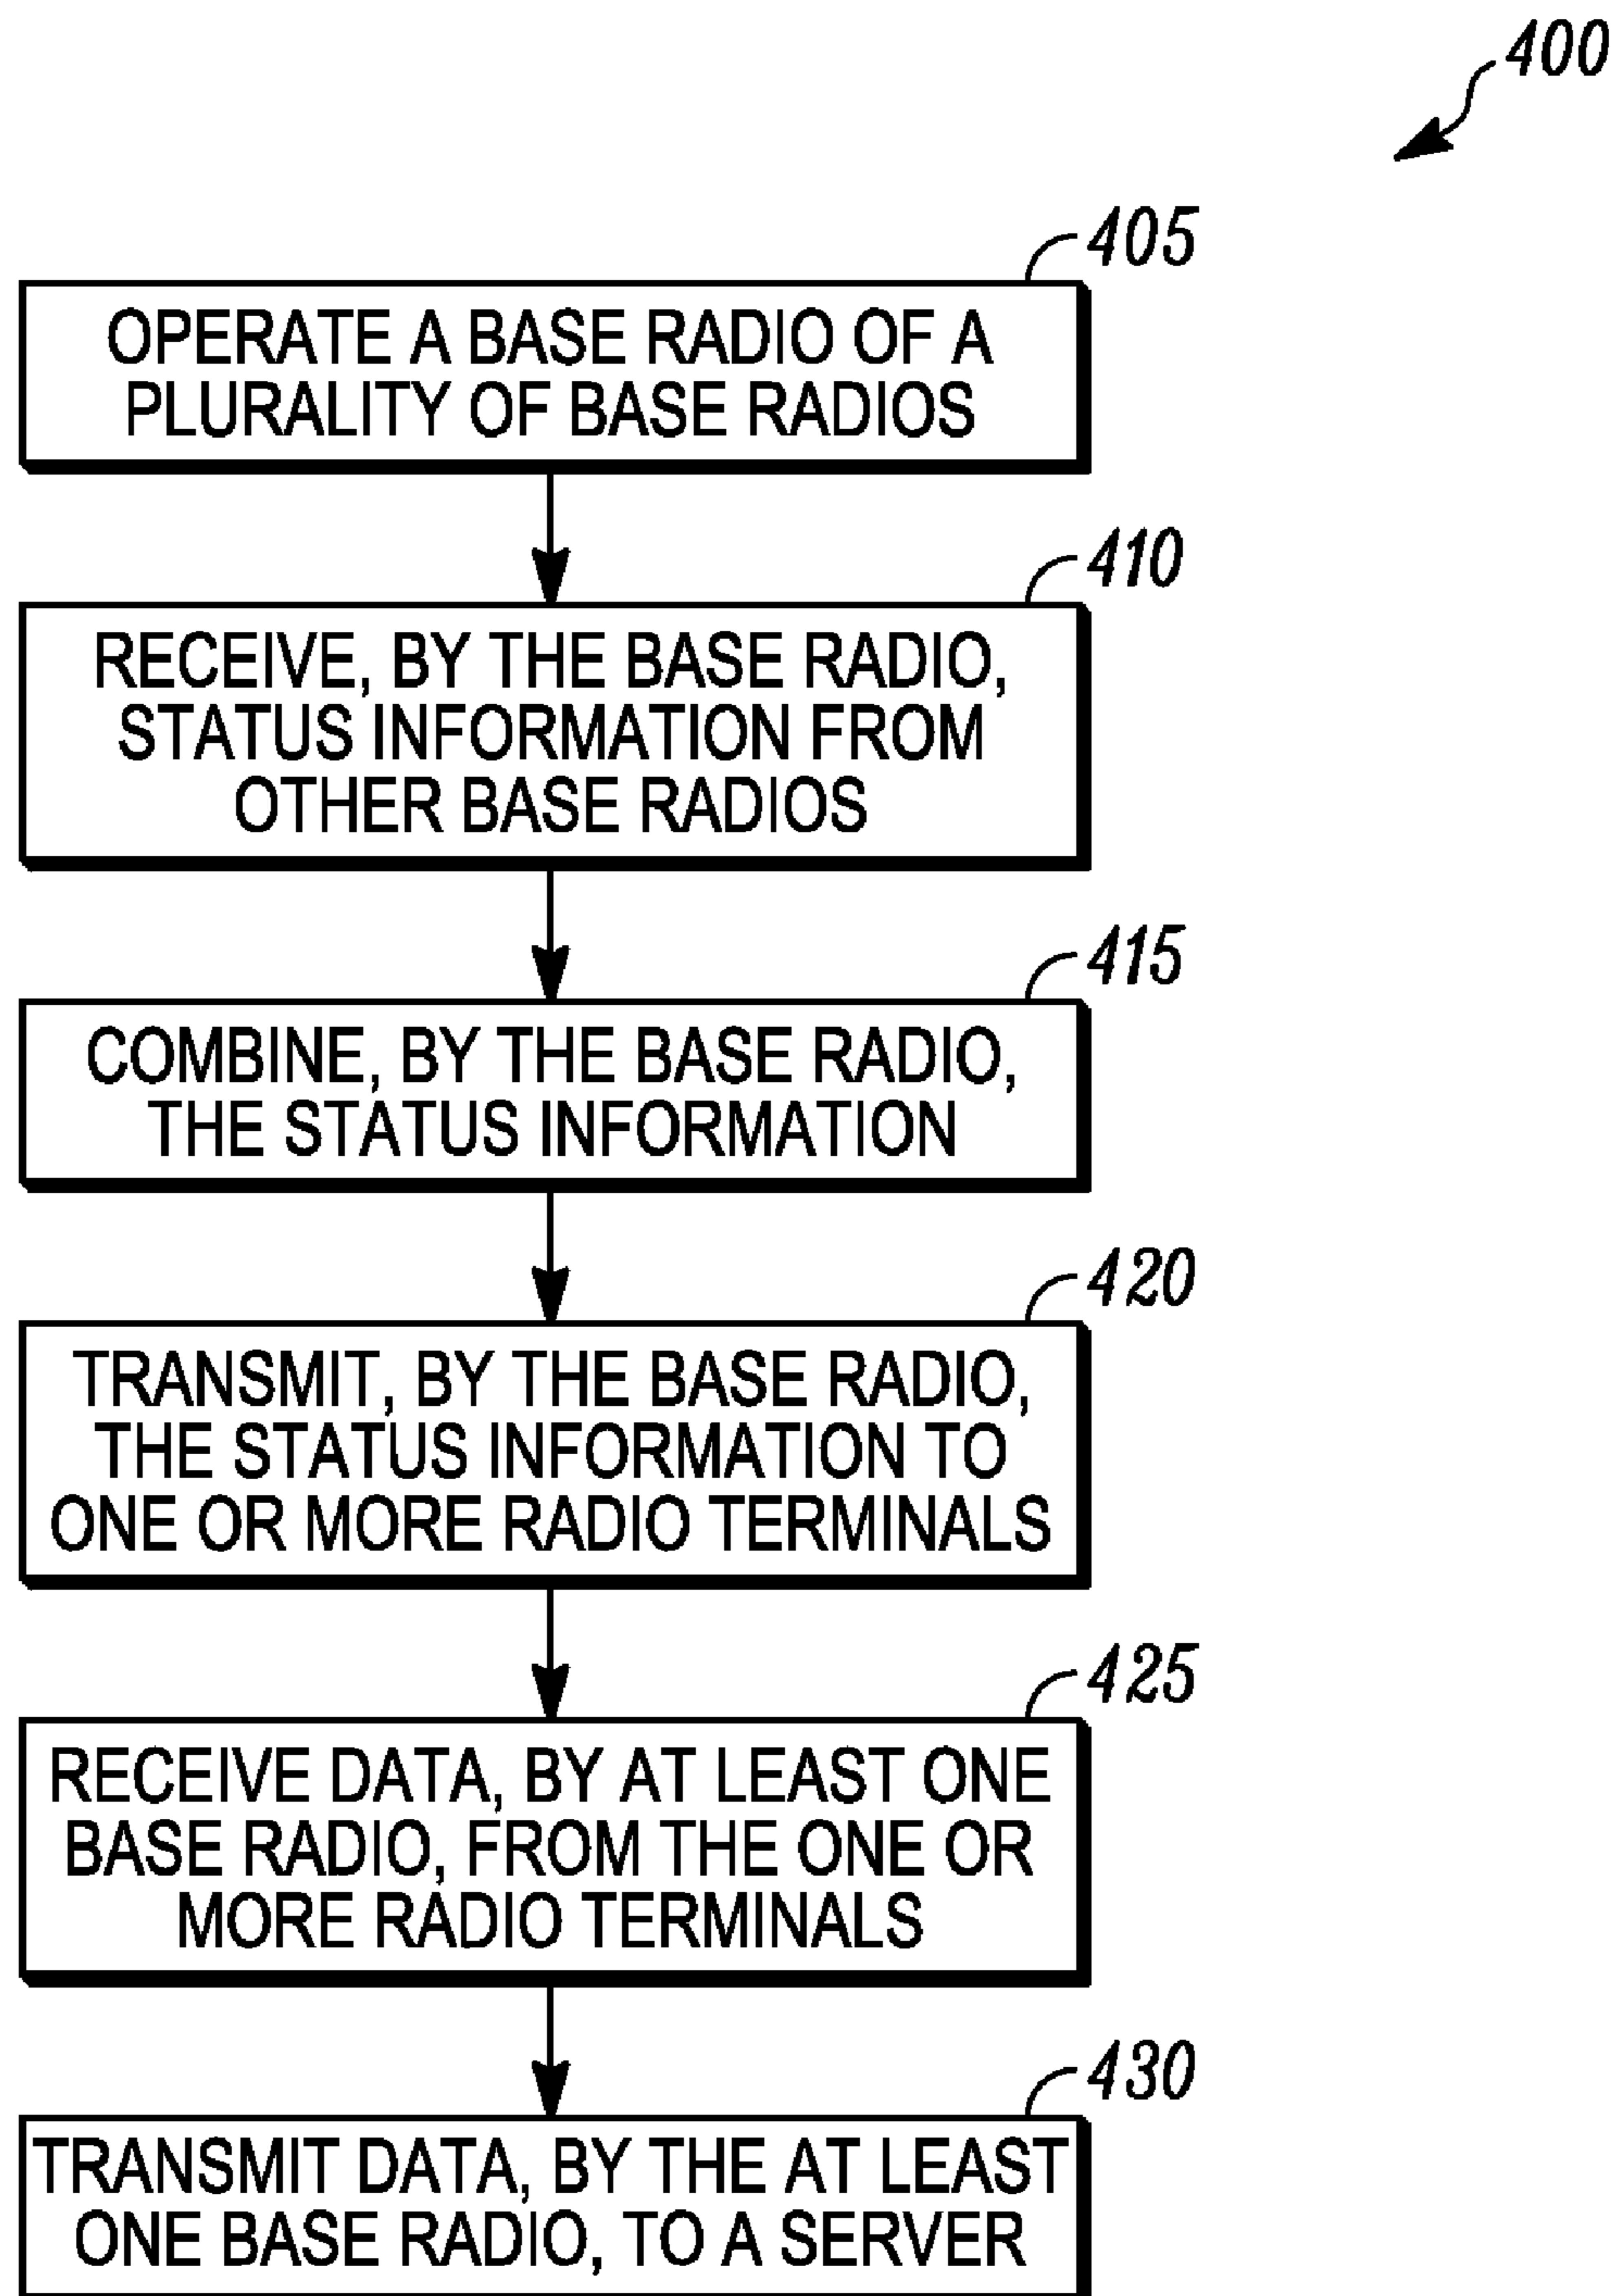 400
405
OPERATE A BASE RADIO OF A
PLURALITY OF BASE RADIOS
410
RECEIVE, BY THE BASE RADIO,
STATUS INFORMATION FROM
OTHER BASE RADIOS
415
COMBINE, BY THE BASE RADIO,
THE STATUS INFORMATION
420
TRANSMIT, BY THE BASE RADIO,
THE STATUS INFORMATION TO
ONE OR MORE RADIO TERMINALS
425
RECEIVE DATA, BY AT LEAST ONE
BASE RADIO, FROM THE ONE OR
MORE RADIO TERMINALS
430
TRANSMIT DATA, BY THE AT LEAST
ONE BASE RADIO, TO A SERVER